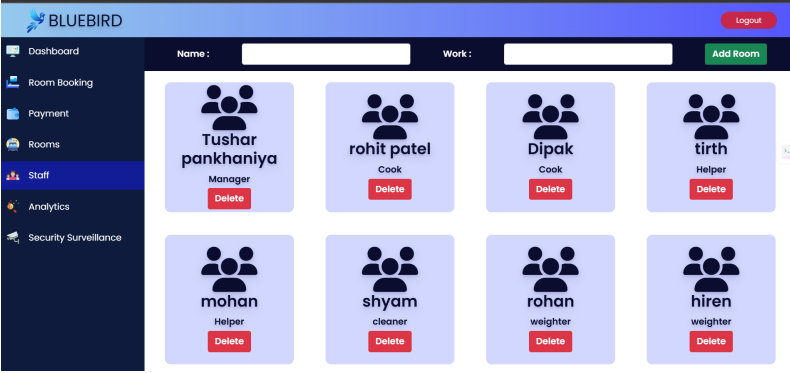 BLUEBIRD
Logout
Dashboard
Room Booking
Payment
Rooms
Staff
Analytics
Security Surveillance
Name :
Work :
Add Room
Tushar
pankhaniya
Manager
Delete
rohit patel
Cook
Delete
Dipak
Cook
Delete
tirth
Helper
Delete
mohan
Helper
Delete
shyam
cleaner
Delete
rohan
weighter
Delete
hiren
weighter
Delete